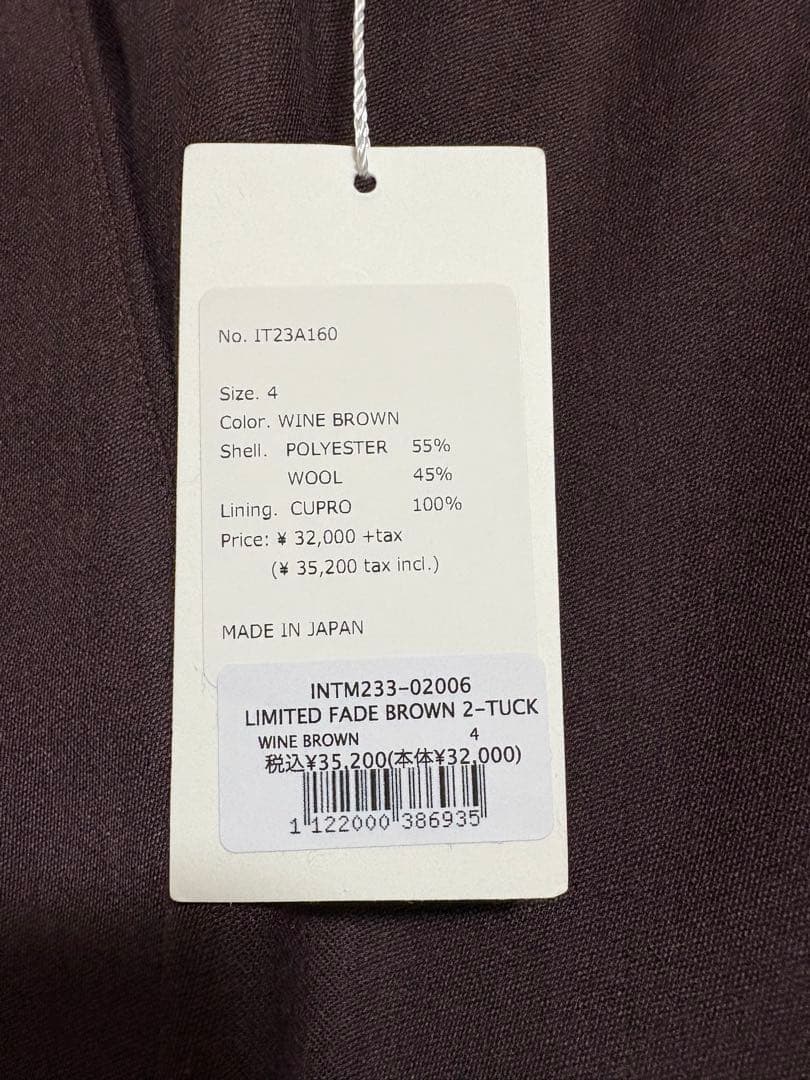 No. IT23A160
Size. 4
Color. WINE BROWN
Shell. POLYESTER 55%
WOOL 45%
Lining. CUPRO 100%
Price: ¥ 32,000 +tax
(¥ 35,200 tax incl.)
MADE IN JAPAN
INTM233-02006
LIMITED FADE BROWN 2-TUCK
WINE BROWN 4
税込¥35,200(本体¥32,000)
1 122000 386935